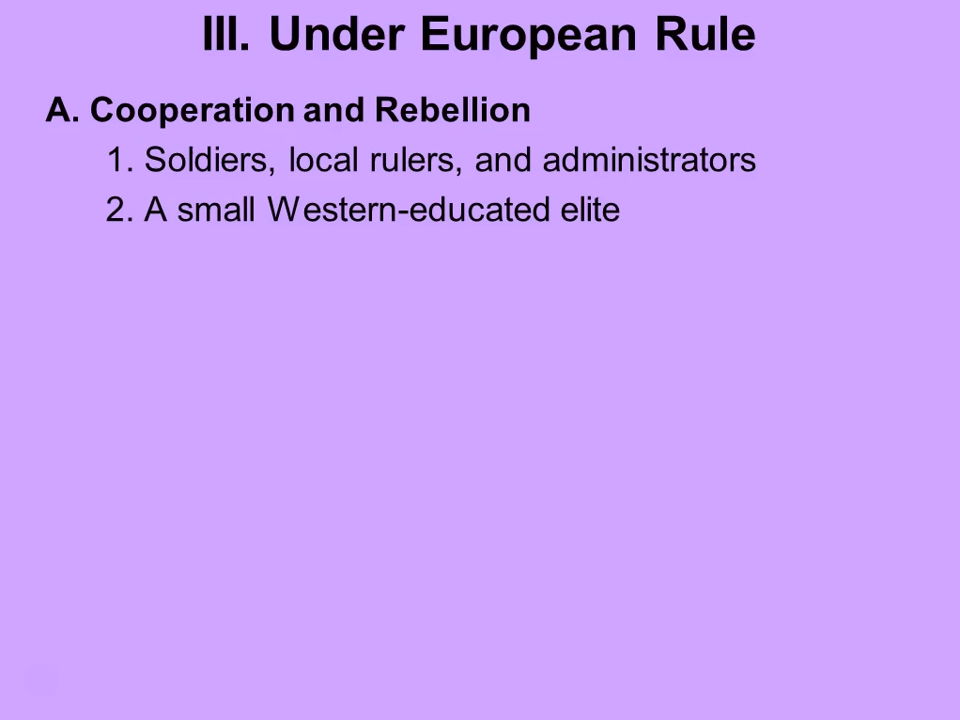 III. Under European Rule
A. Cooperation and Rebellion
1. Soldiers, local rulers, and administrators
2. A small Western-educated elite